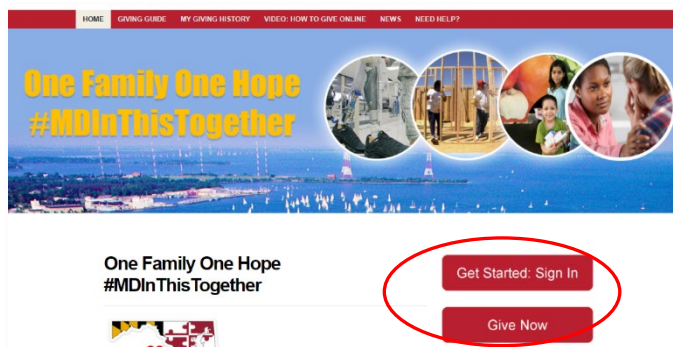 HOME GIVING GUIDE MY GIVING HISTORY VIDEO: HOW TO GIVE ONLINE NEWS NEED HELP?
One Family One Hope
#MDInThisTogether
One Family One Hope
#MDInThisTogether
Get Started: Sign In
Give Now